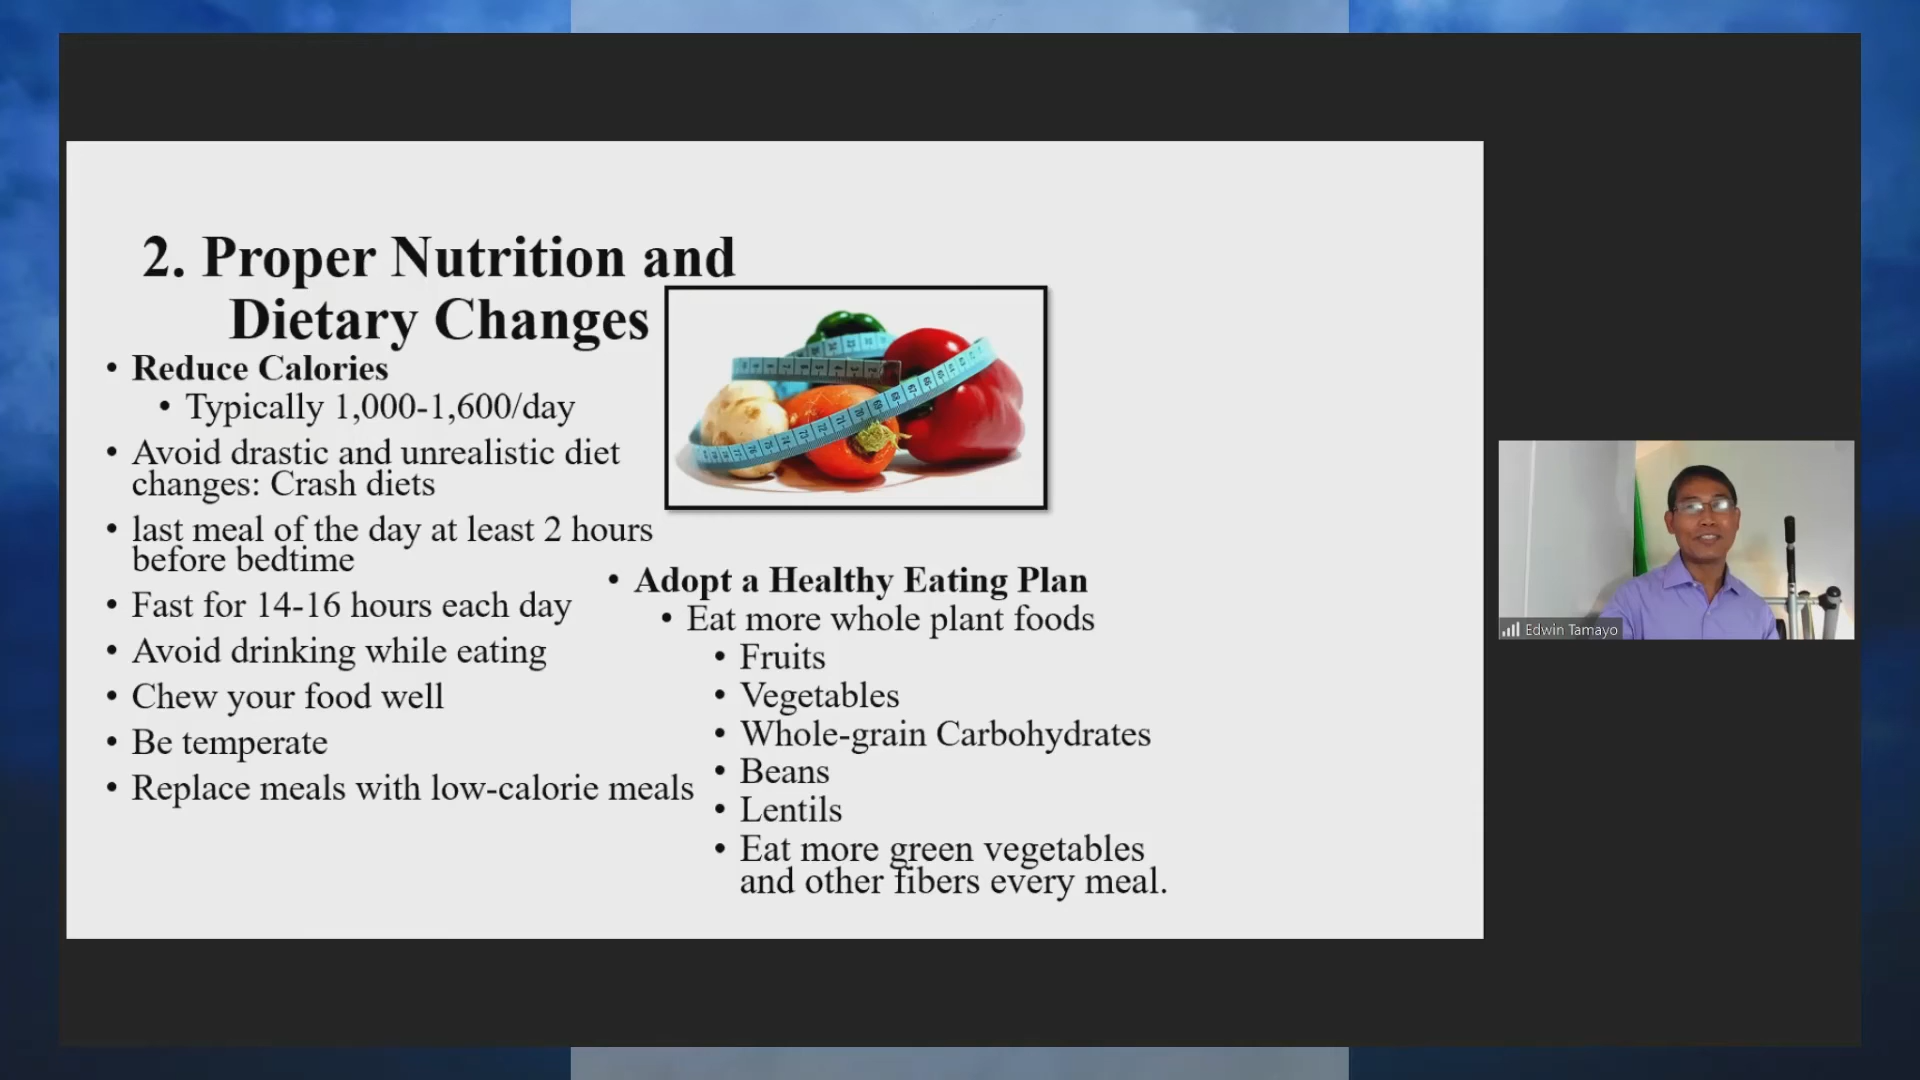 2. Proper Nutrition and
Dietary Changes
• Reduce Calories
• Typically 1,000-1,600/day
• Avoid drastic and unrealistic diet
changes: Crash diets
• last meal of the day at least 2 hours
before bedtime
• Fast for 14-16 hours each day
• Avoid drinking while eating
• Chew your food well
• Be temperate
• Replace meals with low-calorie meals
• Adopt a Healthy Eating Plan
• Eat more whole plant foods
• Fruits
• Vegetables
• Whole-grain Carbohydrates
• Beans
• Lentils
• Eat more green vegetables
and other fibers every meal.
Edwin Tamayo